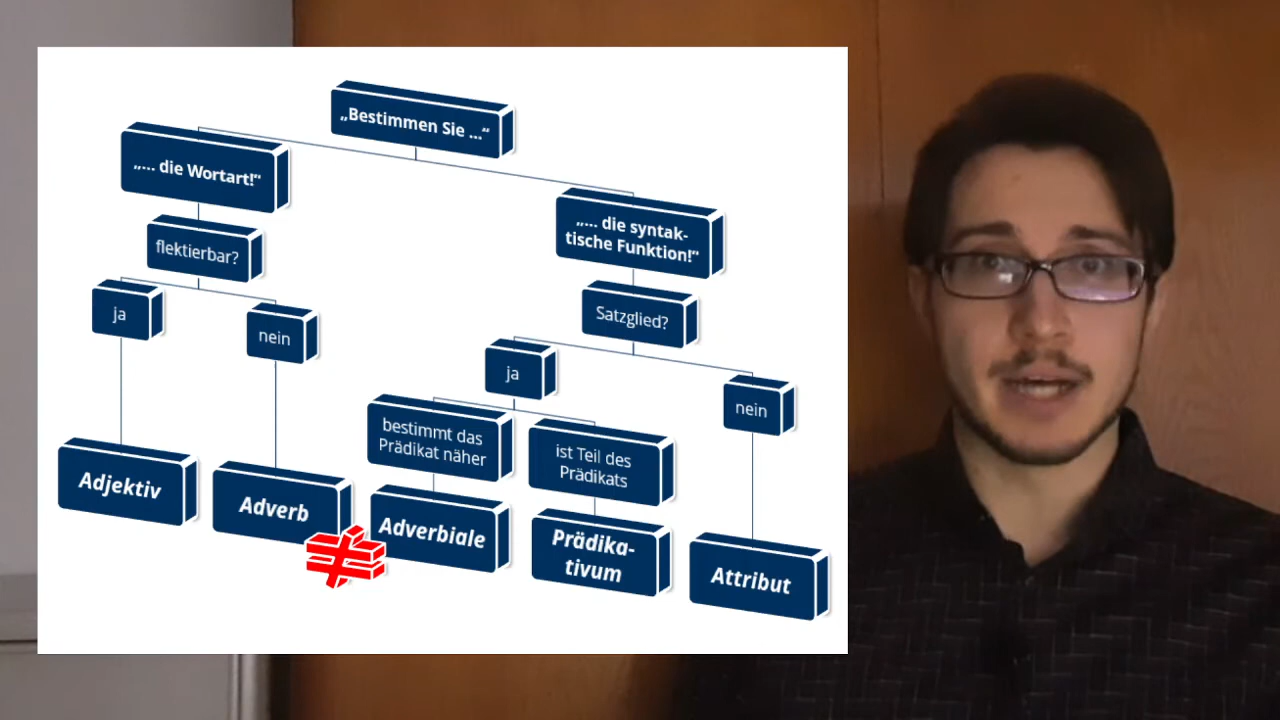 „Bestimmen Sie ...“
„... die Wortart!“
flektierbar?
ja
nein
Adjektiv
Adverb
≠
„... die syntak-
tische Funktion!“
Satzglied?
ja
nein
bestimmt das
Prädikat näher
ist Teil des
Prädikats
Adverbiale
Prädika-
tivum
Attribut